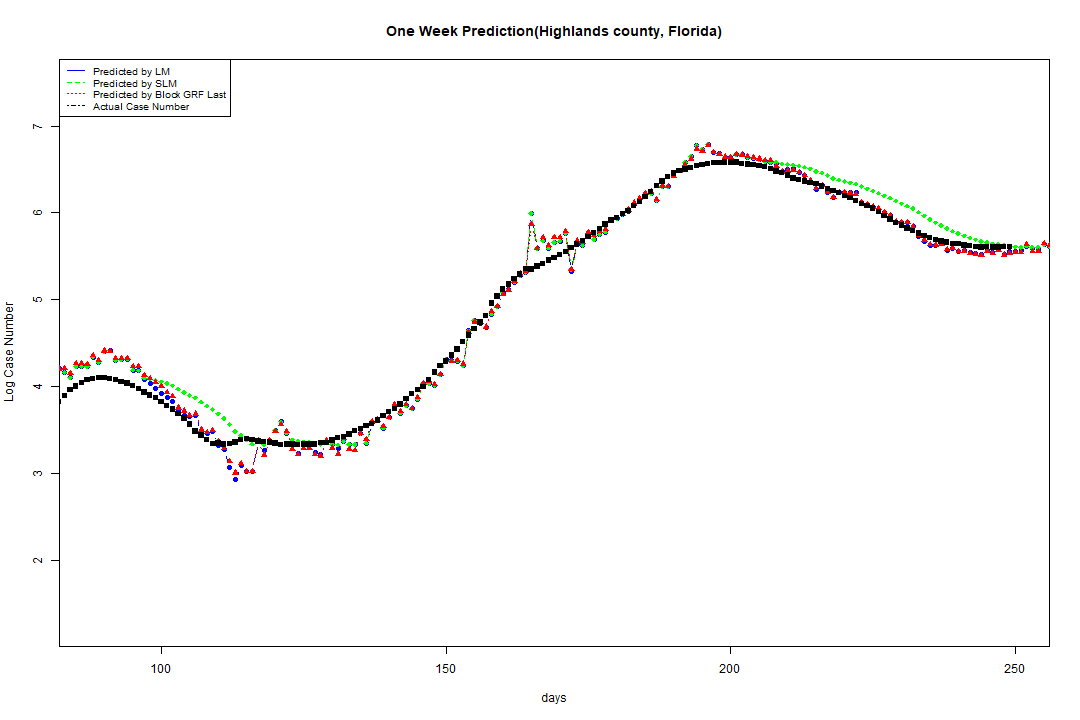 One Week Prediction(Highlands county, Florida)
Predicted by LM
Predicted by SLM
Predicted by Block GRF Last
Actual Case Number
Log Case Number
7
6
5
4
3
2
100 150 200 250
days